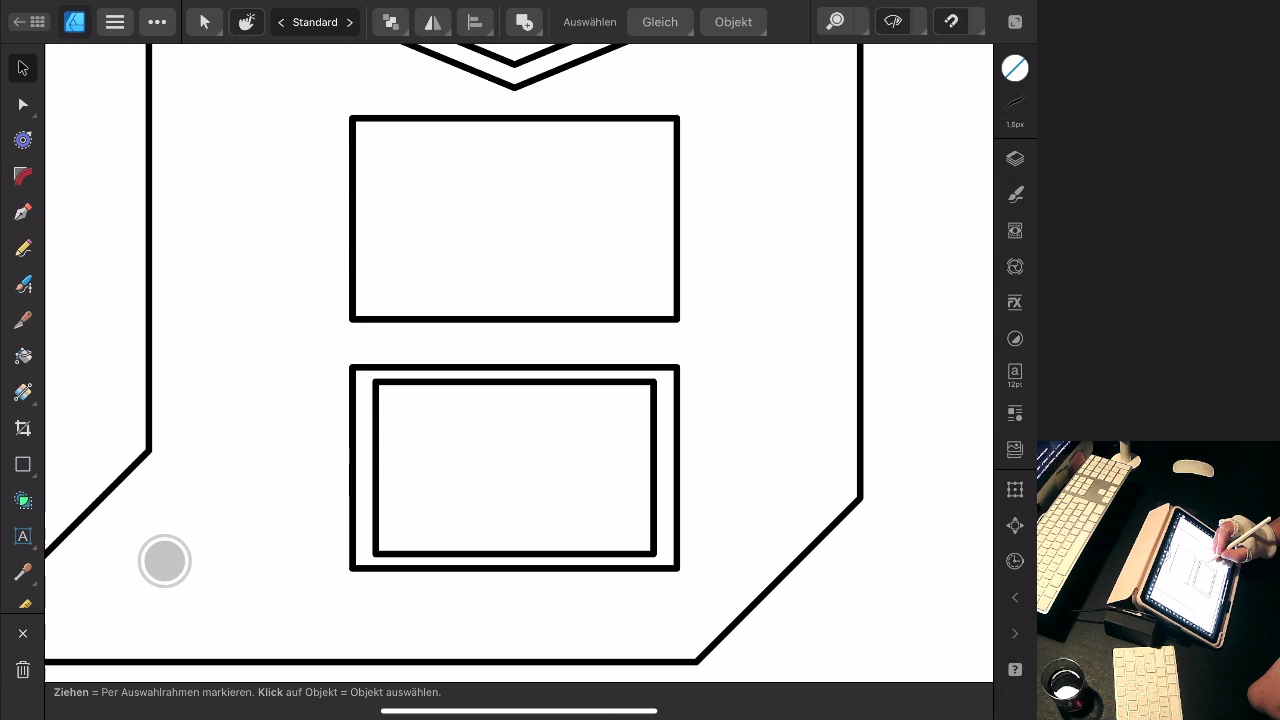 Standard
Auswählen
Gleich
Objekt
1,5px
a
12pt
A
FX
?
Ziehen = Per Auswahlrahmen markieren. Klick auf Objekt = Objekt auswählen.